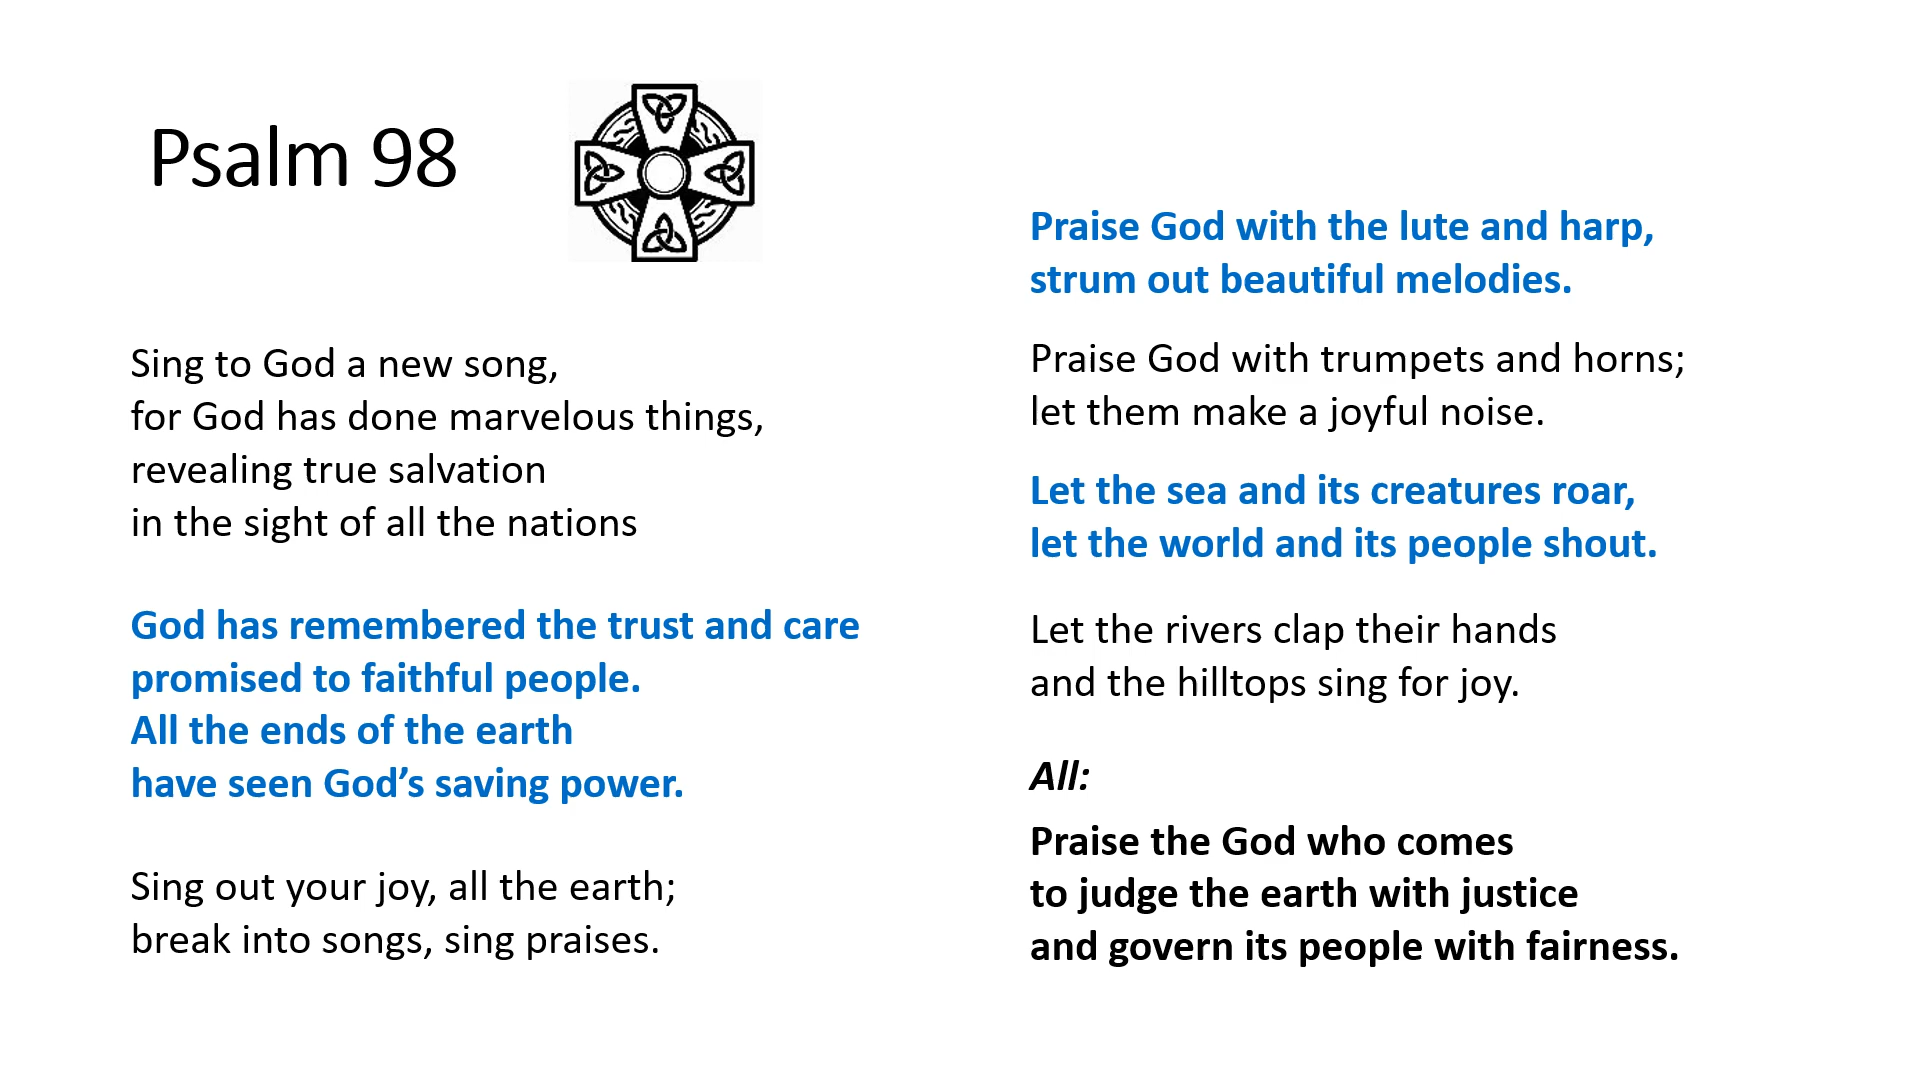 Psalm 98
Sing to God a new song,
for God has done marvelous things,
revealing true salvation
in the sight of all the nations
God has remembered the trust and care
promised to faithful people.
All the ends of the earth
have seen God’s saving power.
Sing out your joy, all the earth;
break into songs, sing praises.
Praise God with the lute and harp,
strum out beautiful melodies.
Praise God with trumpets and horns;
let them make a joyful noise.
Let the sea and its creatures roar,
let the world and its people shout.
Let the rivers clap their hands
and the hilltops sing for joy.
All:
Praise the God who comes
to judge the earth with justice
and govern its people with fairness.